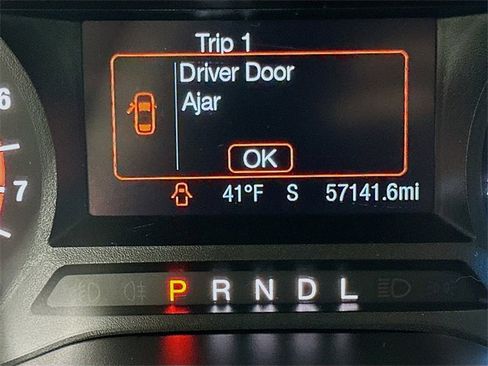 Trip 1
Driver Door
Ajar
OK
6
7
41°F S 57141.6mi
P R N D L